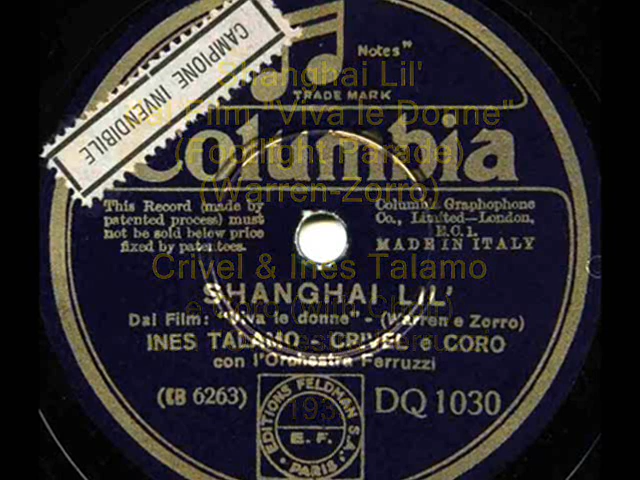 CAMPIONE INVENDIBILE
Notes"
TRADE MARK
Columbia
This Record (made by
patented process) must
not be sold below price
fixed by patentees.
Columbia Graphophone
Co., Limited—London,
E.C.1.
MADE IN ITALY
SHANGHAI LIL'
Dal Film: "Viva le donne" - (Warren e Zorro)
INES TALAMO - CRIVEL e CORO
con l'Orchestra Ferruzzi
(CB 6263)
DQ 1030
EDITIONS FELDMAN S.A.
E. F.
PARIS
Shanghai Lil'
Dal Film "Viva le Donne"
(Footlight Parade)
(Warren-Zorro)
Crivel & Ines Talamo
e Coro (with Choir)